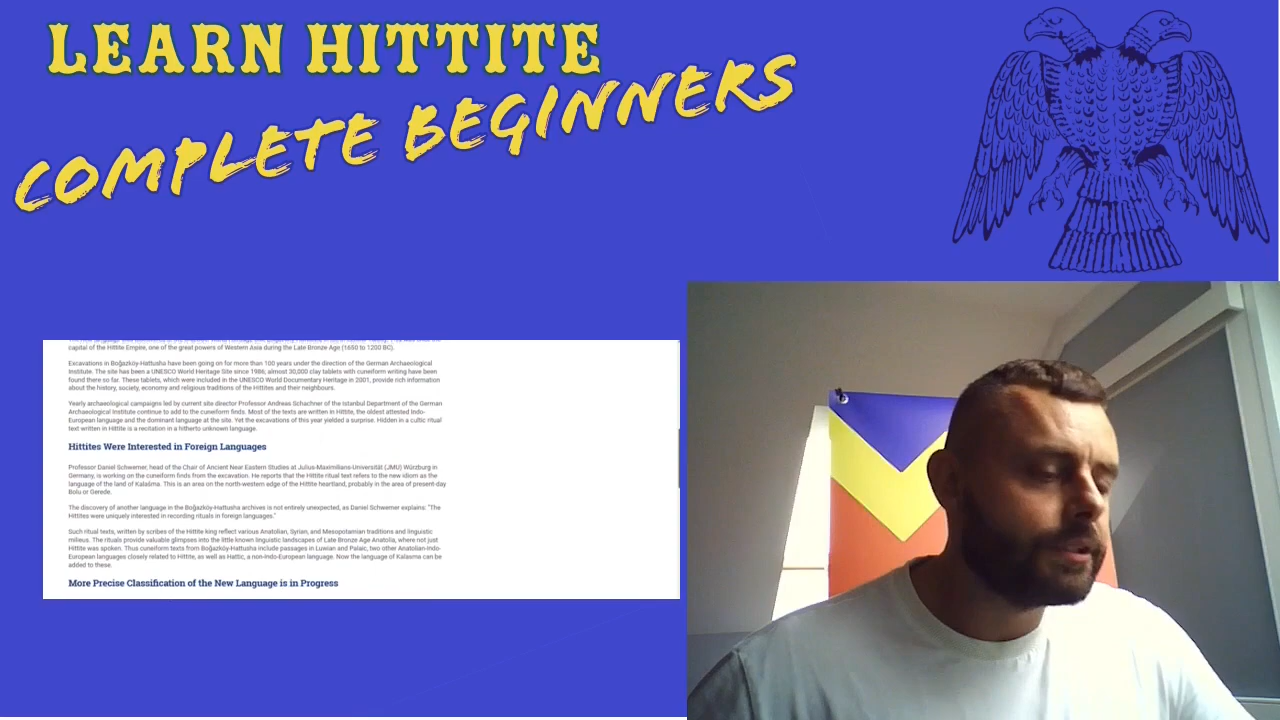 LEARN HITTITE
COMPLETE BEGINNERS
capital of the Hittite Empire, one of the great powers of Western Asia during the Late Bronze Age (1650 to 1200 BC).
Excavations in Boğazköy-Hattusha have been going on for more than 100 years under the direction of the German Archaeological
Institute. The site has been a UNESCO World Heritage Site since 1986; almost 30,000 clay tablets with cuneiform writing have been
found there so far. These tablets, which were included in the UNESCO World Documentary Heritage in 2001, provide rich information
about the history, society, economy and religious traditions of the Hittites and their neighbours.
Yearly archaeological campaigns led by current site director Professor Andreas Schachner of the Istanbul Department of the German
Archaeological Institute continue to add to the cuneiform finds. Most of the texts are written in Hittite, the oldest attested Indo-
European language and the dominant language at the site. Yet the excavations of this year yielded a surprise. Hidden in a cultic ritual
text written in Hittite is a recitation in a hitherto unknown language.
Hittites Were Interested in Foreign Languages
Professor Daniel Schwemer, head of the Chair of Ancient Near Eastern Studies at Julius-Maximilians-Universität (JMU) Würzburg in
Germany, is working on the cuneiform finds from the excavation. He reports that the Hittite ritual text refers to the new idiom as the
language of the land of Kalašma. This is an area on the north-western edge of the Hittite heartland, probably in the area of present-day
Bolu or Gerede.
The discovery of another language in the Boğazköy-Hattusha archives is not entirely unexpected, as Daniel Schwemer explains: "The
Hittites were uniquely interested in recording rituals in foreign languages."
Such ritual texts, written by scribes of the Hittite king reflect various Anatolian, Syrian, and Mesopotamian traditions and linguistic
milieus. The rituals provide valuable glimpses into the little known linguistic landscapes of Late Bronze Age Anatolia, where not just
Hittite was spoken. Thus cuneiform texts from Boğazköy-Hattusha include passages in Luwian and Palaic, two other Anatolian-Indo-
European languages closely related to Hittite, as well as Hattic, a non-Indo-European language. Now the language of Kalasma can be
added to these.
More Precise Classification of the New Language is in Progress